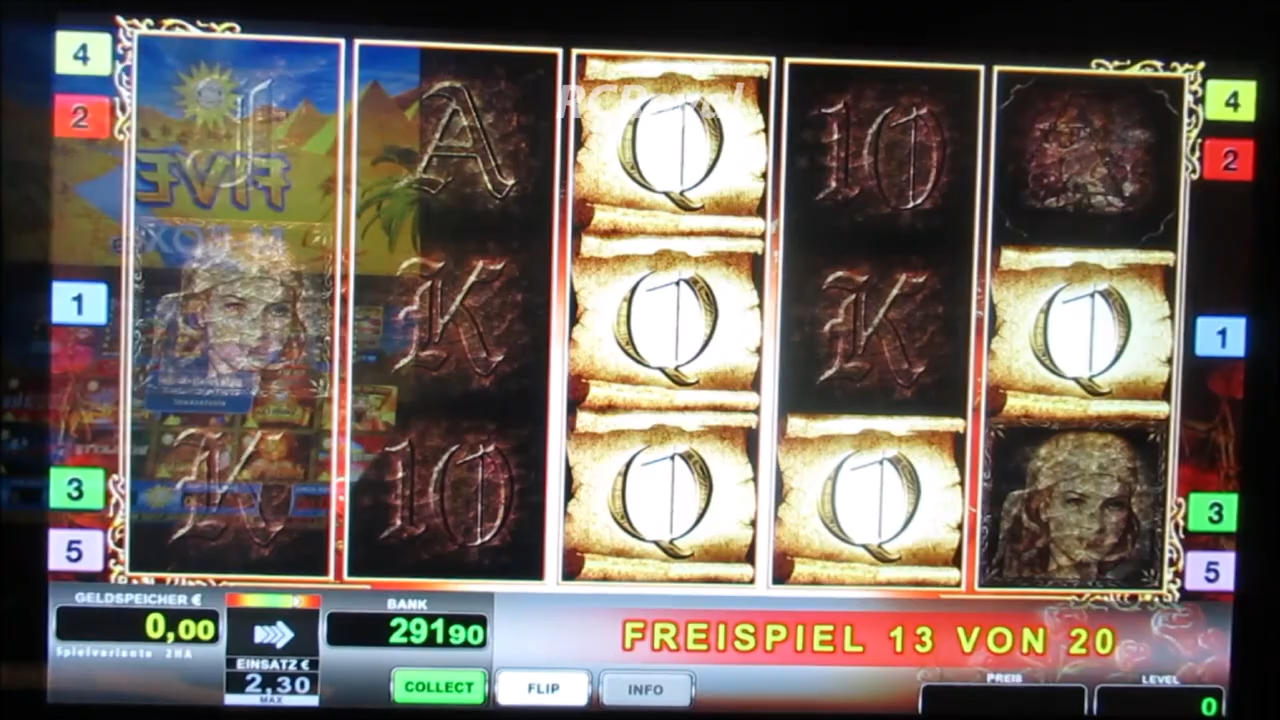 4
2
1
3
5
J
A
Q
10
K
Q
K
Q
K
10
Q
Q
4
2
1
3
5
FIVE
GELDSPEICHER €
0,00
Spielvariante 2HA
EINSATZ €
2,30
MAX
BANK
291 90
FREISPIEL 13 VON 20
COLLECT
FLIP
INFO
PREIS
LEVEL
0